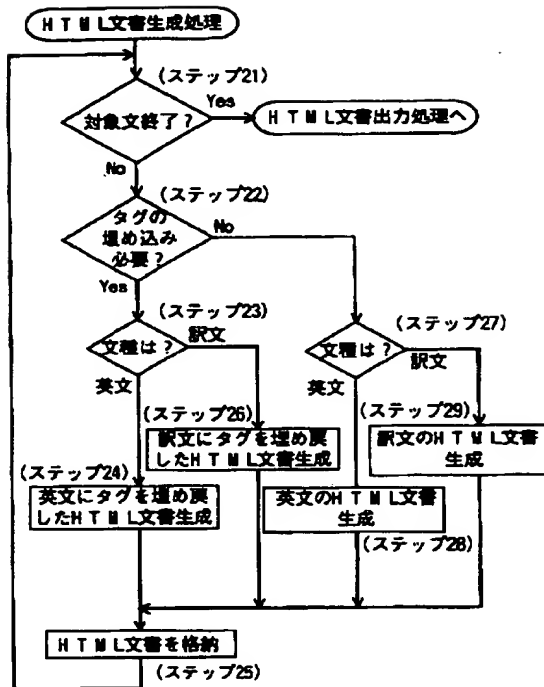 HTML文書生成処理
(ステップ21)
対象文終了?
Yes
HTML文書出力処理へ
No
(ステップ22)
タグの
埋め込み
必要?
No
Yes
(ステップ23)
文種は?
訳文
英文
(ステップ27)
文種は?
訳文
英文
(ステップ26)
訳文にタグを埋め戻
したHTML文書生成
(ステップ29)
訳文のHTML文書
生成
(ステップ24)
英文にタグを埋め戻
したHTML文書生成
英文のHTML文書
生成
(ステップ28)
HTML文書を格納
(ステップ25)